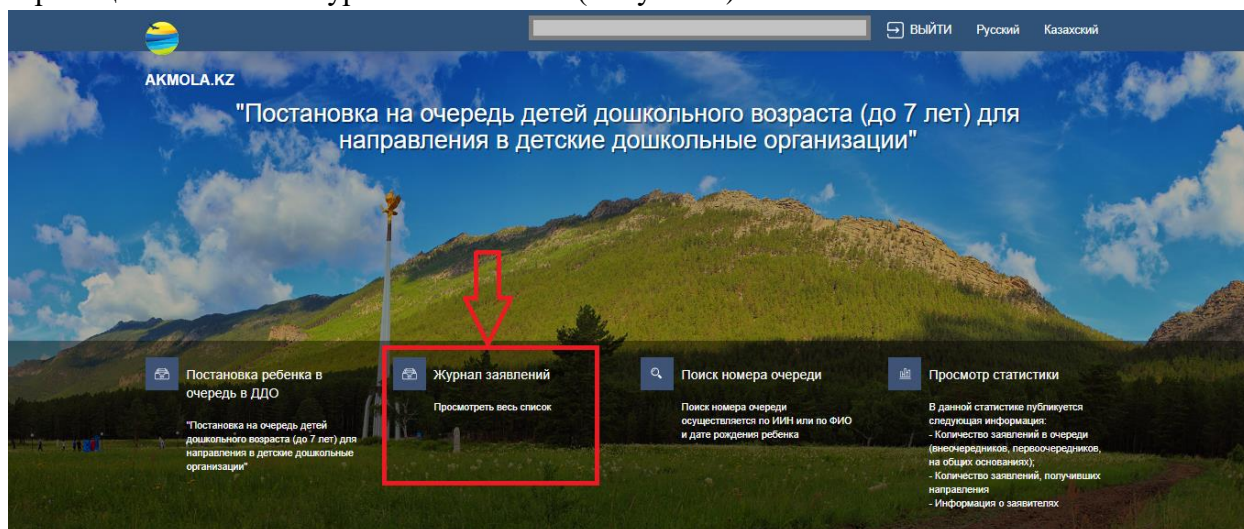 ВЫЙТИ Русский Казахский
AKMOLA.KZ
"Постановка на очередь детей дошкольного возраста (до 7 лет) для
направления в детские дошкольные организации"
Постановка ребенка в
очередь в ДДО
"Постановка на очередь детей
дошкольного возраста (до 7 лет) для
направления в детские дошкольные
организации"
Журнал заявлений
Просмотреть весь список
Поиск номера очереди
Поиск номера очереди
осуществляется по ИИН или по ФИО
и дате рождения ребенка
Просмотр статистики
В данной статистике публикуется
следующая информация:
- Количество заявлений в очереди
(внеочередников, первоочередников,
на общих основаниях);
- Количество заявлений, получивших
направления
- Информация о заявителях